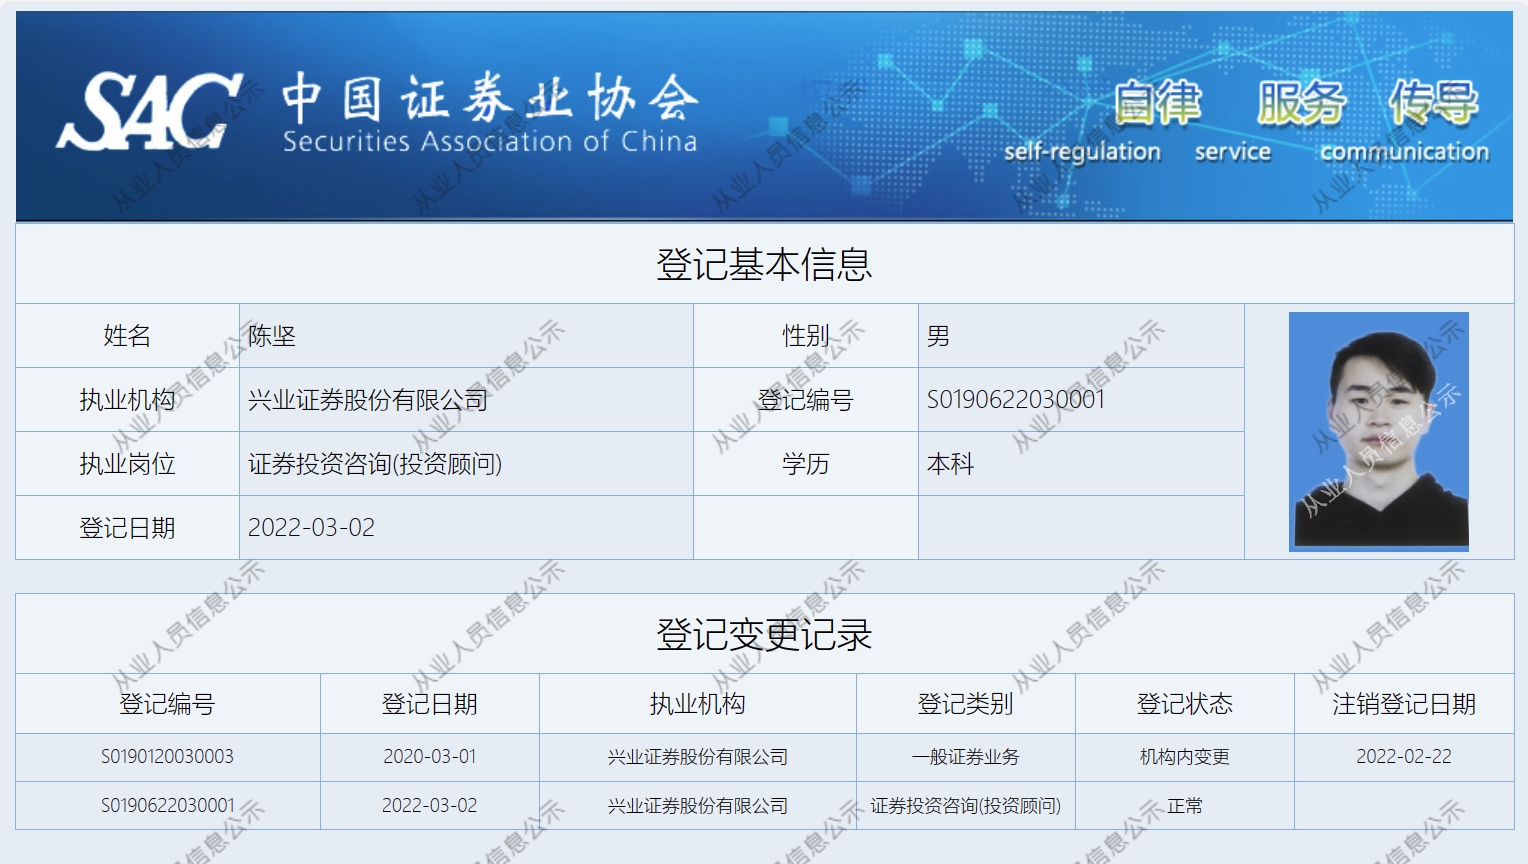 SAC 中国证券业协会
Securities Association of China
自律 服务 传导
self-regulation service communication
登记基本信息
姓名 陈坚 性别 男
执业机构 兴业证券股份有限公司 登记编号 S0190622030001
执业岗位 证券投资咨询(投资顾问) 学历 本科
登记日期 2022-03-02
从业人员信息公示
登记变更记录
登记编号 登记日期 执业机构 登记类别 登记状态 注销登记日期
S0190120030003 2020-03-01 兴业证券股份有限公司 一般证券业务 机构内变更 2022-02-22
S0190622030001 2022-03-02 兴业证券股份有限公司 证券投资咨询(投资顾问) 正常